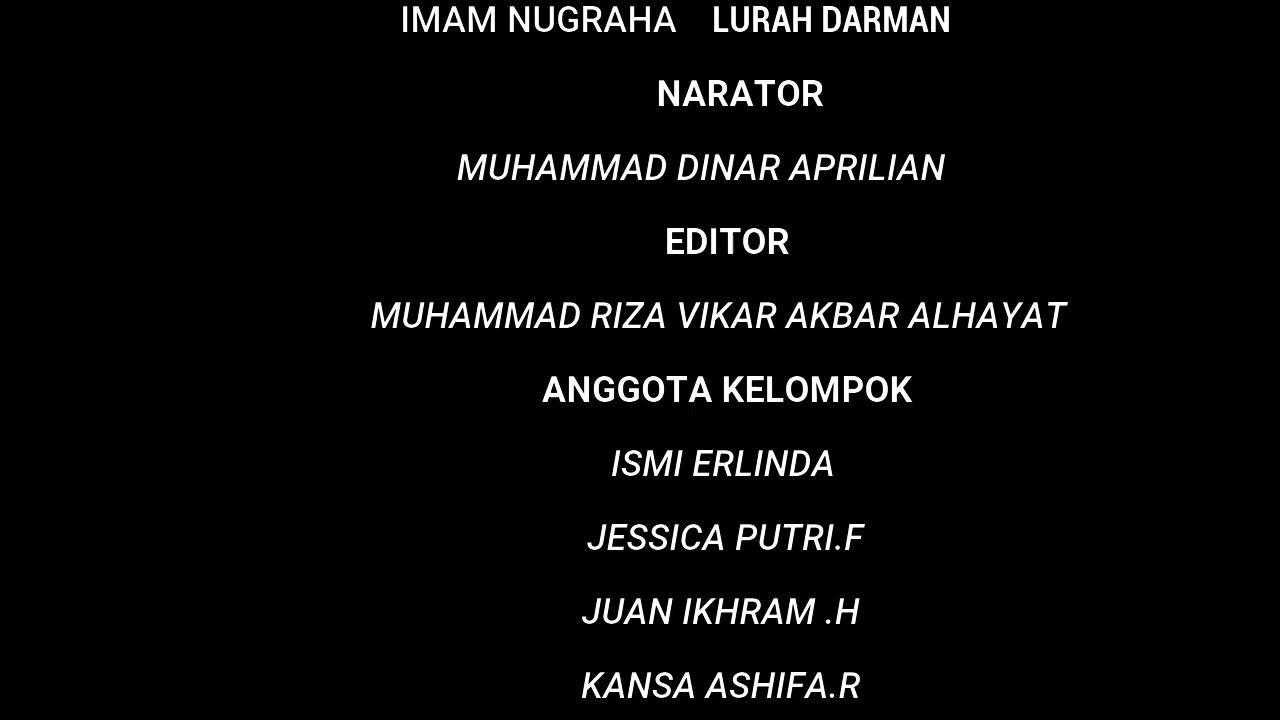 IMAM NUGRAHA LURAH DARMAN
NARATOR
MUHAMMAD DINAR APRILIAN
EDITOR
MUHAMMAD RIZA VIKAR AKBAR ALHAYAT
ANGGOTA KELOMPOK
ISMI ERLINDA
JESSICA PUTRI.F
JUAN IKHRAM .H
KANSA ASHIFA.R